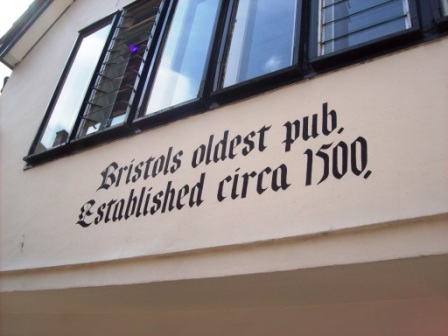 Bristols oldest pub.
Established circa 1500.